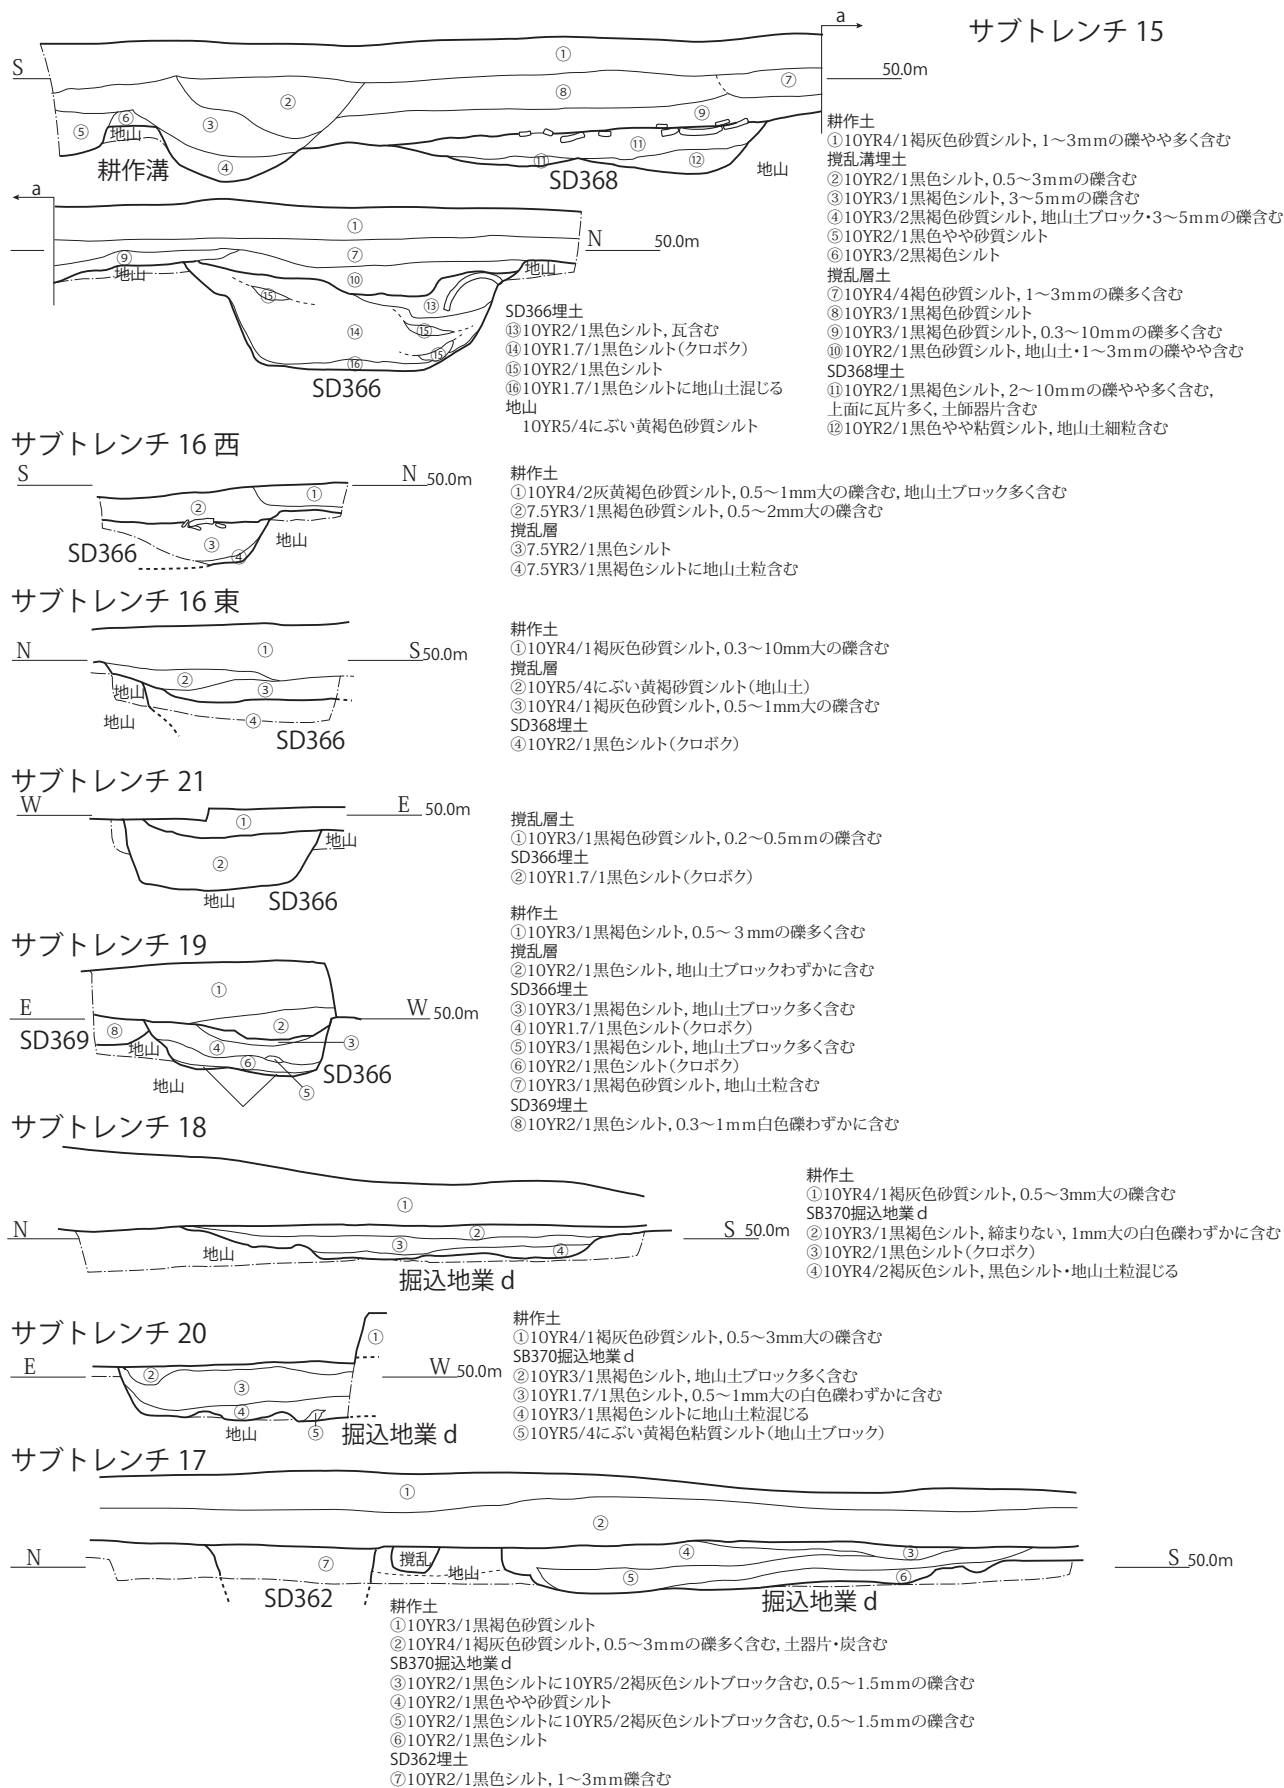 サブトレンチ 15
a
S
50.0m
①
②
③
④
⑤
⑥
⑦
⑧
⑨
⑪
⑪
⑫
地山
地山
耕作溝
SD368
耕作土
①10YR4/1褐灰色砂質シルト, 1～3mmの礫やや多く含む
撹乱溝埋土
②10YR2/1黒色シルト, 0.5～3mmの礫含む
③10YR3/1黒褐色シルト, 3～5mmの礫含む
④10YR3/2黒褐色砂質シルト, 地山土ブロック・3～5mmの礫含む
⑤10YR2/1黒色やや砂質シルト
⑥10YR3/2黒褐色シルト
撹乱層土
⑦10YR4/4褐色砂質シルト, 1～3mmの礫多く含む
⑧10YR3/1黒褐色砂質シルト
⑨10YR3/1黒褐色砂質シルト, 0.3～10mmの礫多く含む
⑩10YR2/1黒色砂質シルト, 地山土・1～3mmの礫やや含む
SD368埋土
⑪10YR2/1黒褐色シルト, 2～10mmの礫やや多く含む,
上面に瓦片多く, 土師器片含む
⑫10YR2/1黒色やや粘質シルト, 地山土細粒含む
a
N
50.0m
①
⑦
⑨
⑩
⑬
⑭
⑮
⑮
⑮
⑯
地山
地山
SD366
SD366埋土
⑬10YR2/1黒色シルト, 瓦含む
⑭10YR1.7/1黒色シルト(クロボク)
⑮10YR2/1黒色シルト
⑯10YR1.7/1黒色シルトに地山土混じる
地山
10YR5/4にぶい黄褐色砂質シルト
サブトレンチ 16 西
S
N 50.0m
①
②
③
④
地山
SD366
耕作土
①10YR4/2灰黄褐色砂質シルト, 0.5～1mm大の礫含む, 地山土ブロック多く含む
②7.5YR3/1黒褐色砂質シルト, 0.5～2mm大の礫含む
撹乱層
③7.5YR2/1黒色シルト
④7.5YR3/1黒褐色シルトに地山土粒含む
サブトレンチ 16 東
N
S 50.0m
①
②
③
④
地山
地山
SD366
耕作土
①10YR4/1褐灰色砂質シルト, 0.3～10mm大の礫含む
撹乱層
②10YR5/4にぶい黄褐砂質シルト(地山土)
③10YR4/1褐灰色砂質シルト, 0.5～1mm大の礫含む
SD368埋土
④10YR2/1黒色シルト(クロボク)
サブトレンチ 21
W
E 50.0m
①
②
地山
地山
SD366
撹乱層土
①10YR3/1黒褐色砂質シルト, 0.2～0.5mmの礫含む
SD366埋土
②10YR1.7/1黒色シルト(クロボク)
サブトレンチ 19
E
W 50.0m
①
②
③
④
⑤
⑥
⑧
SD369
地山
地山
SD366
耕作土
①10YR3/1黒褐色シルト, 0.5～3mmの礫多く含む
撹乱層
②10YR2/1黒色シルト, 地山土ブロックわずかに含む
SD366埋土
③10YR3/1黒褐色シルト, 地山土ブロック多く含む
④10YR1.7/1黒色シルト(クロボク)
⑤10YR3/1黒褐色シルト, 地山土ブロック多く含む
⑥10YR2/1黒色シルト(クロボク)
⑦10YR3/1黒褐色砂質シルト, 地山土粒含む
SD369埋土
⑧10YR2/1黒色シルト, 0.3～1mm白色礫わずかに含む
サブトレンチ 18
N
S 50.0m
①
②
③
④
地山
掘込地業 d
耕作土
①10YR4/1褐灰色砂質シルト, 0.5～3mm大の礫含む
SB370掘込地業 d
②10YR3/1黒褐色シルト, 締まりない, 1mm大の白色礫わずかに含む
③10YR2/1黒色シルト(クロボク)
④10YR4/2褐灰色シルト, 黒色シルト・地山土粒混じる
サブトレンチ 20
E
W 50.0m
①
②
③
④
⑤
地山
掘込地業 d
耕作土
①10YR4/1褐灰色砂質シルト, 0.5～3mm大の礫含む
SB370掘込地業 d
②10YR3/1黒褐色シルト, 地山土ブロック多く含む
③10YR1.7/1黒色シルト, 0.5～1mm大の白色礫わずかに含む
④10YR3/1黒褐色シルトに地山土粒混じる
⑤10YR5/4にぶい黄褐色粘質シルト(地山土ブロック)
サブトレンチ 17
N
S 50.0m
①
②
③
④
⑤
⑥
⑦
撹乱
地山
SD362
掘込地業 d
耕作土
①10YR3/1黒褐色砂質シルト
②10YR4/1褐灰色砂質シルト, 0.5～3mmの礫多く含む, 土器片・炭含む
SB370掘込地業 d
③10YR2/1黒色シルトに10YR5/2褐灰色シルトブロック含む, 0.5～1.5mmの礫含む
④10YR2/1黒色やや砂質シルト
⑤10YR2/1黒色シルトに10YR5/2褐灰色シルトブロック含む, 0.5～1.5mmの礫含む
⑥10YR2/1黒色シルト
SD362埋土
⑦10YR2/1黒色シルト, 1～3mm礫含む